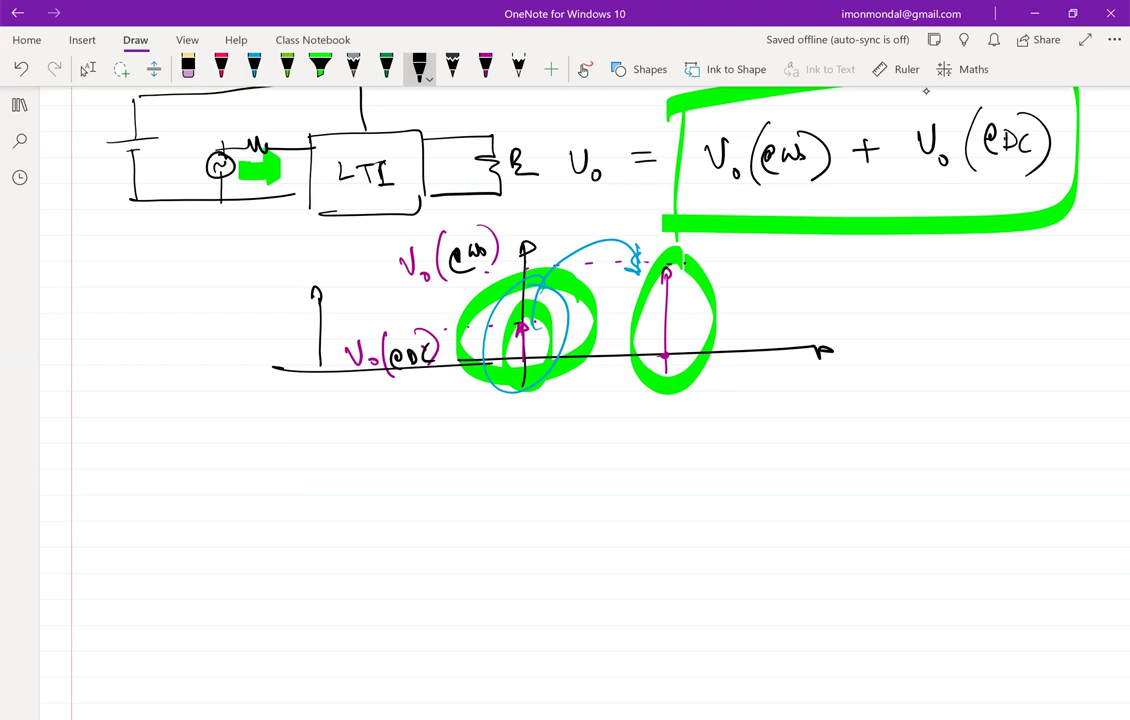 OneNote for Windows 10
imonmondal@gmail.com
Home Insert Draw View Help Class Notebook
Saved offline (auto-sync is off) Share
Shapes Ink to Shape Ink to Text Ruler Maths
LTI R V₀ = V₀(@ω₀) + V₀(@DC)
V₀(@ω₀)
V₀(@DC)